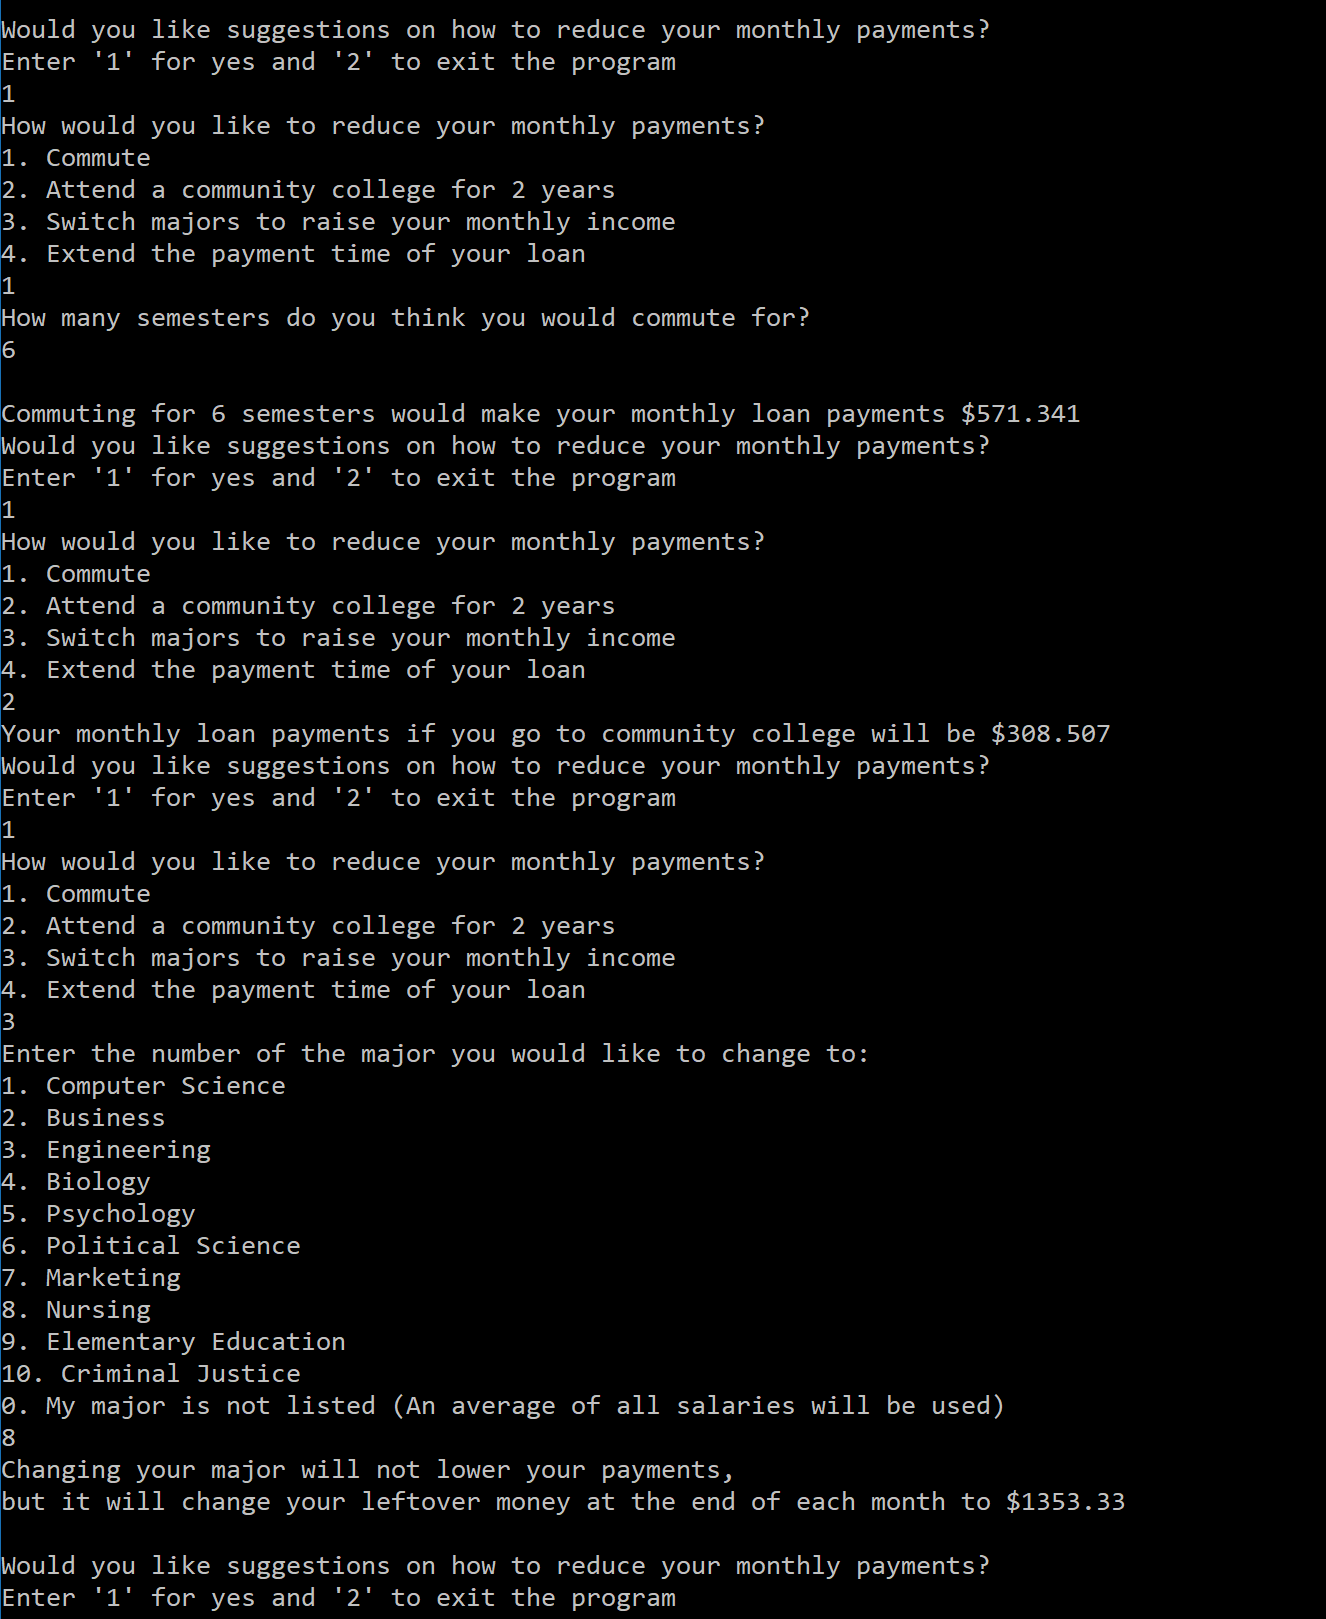 Would you like suggestions on how to reduce your monthly payments?
Enter '1' for yes and '2' to exit the program
1
How would you like to reduce your monthly payments?
1. Commute
2. Attend a community college for 2 years
3. Switch majors to raise your monthly income
4. Extend the payment time of your loan
1
How many semesters do you think you would commute for?
6

Commuting for 6 semesters would make your monthly loan payments $571.341
Would you like suggestions on how to reduce your monthly payments?
Enter '1' for yes and '2' to exit the program
1
How would you like to reduce your monthly payments?
1. Commute
2. Attend a community college for 2 years
3. Switch majors to raise your monthly income
4. Extend the payment time of your loan
2
Your monthly loan payments if you go to community college will be $308.507
Would you like suggestions on how to reduce your monthly payments?
Enter '1' for yes and '2' to exit the program
1
How would you like to reduce your monthly payments?
1. Commute
2. Attend a community college for 2 years
3. Switch majors to raise your monthly income
4. Extend the payment time of your loan
3
Enter the number of the major you would like to change to:
1. Computer Science
2. Business
3. Engineering
4. Biology
5. Psychology
6. Political Science
7. Marketing
8. Nursing
9. Elementary Education
10. Criminal Justice
0. My major is not listed (An average of all salaries will be used)
8
Changing your major will not lower your payments,
but it will change your leftover money at the end of each month to $1353.33

Would you like suggestions on how to reduce your monthly payments?
Enter '1' for yes and '2' to exit the program